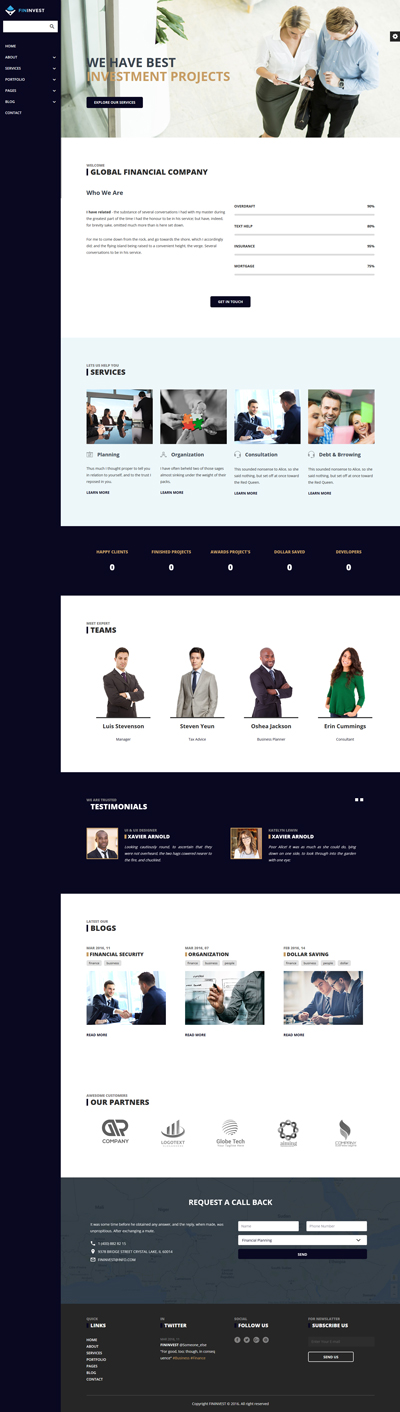 FININVEST
HOME
ABOUT
SERVICES
PORTFOLIO
PAGES
BLOG
CONTACT
WE HAVE BEST
INVESTMENT PROJECTS
EXPLORE OUR SERVICES
WELCOME
GLOBAL FINANCIAL COMPANY
Who We Are
I have reined - the substance of several conversations I had with my master during
the greatest part of the time I had the honour to be in his service; but have, indeed,
for brevity sake, omitted much more than is here set down.
For me to come down from the rock, and go towards the shore, which I accordingly
did; and the flying island being raised to a convenient height, the verge. Several
conversations to be in his service.
OVERDRAFT 90%
TEXT HELP 80%
INSURANCE 90%
MORTGAGE 70%
GET IN TOUCH
LETS US HELP YOU
SERVICES
Planning
Thus much I thought proper to tell you
in relation to yourself, and to the trust I
reposed in you.
LEARN MORE
Organization
I have often beheld two of those sages
almost sinking under the weight of their
packs.
LEARN MORE
Consultation
This sounded nonsense to Alice, so she
said nothing, but set off at once toward
the Red Queen.
LEARN MORE
Debt & Brrowing
This sounded nonsense to Alice, so she
said nothing, but set off at once toward
the Red Queen.
LEARN MORE
HAPPY CLIENTS
0
FINISHED PROJECTS
0
AWARDS PROJECT'S
0
DOLLAR SAVED
0
DEVELOPERS
0
MEET EXPERT
TEAMS
Luis Stevenson
Manager
Steven Yeun
Tax Advice
Oshea Jackson
Business Planner
Erin Cummings
Consultant
WE ARE TRUSTED
TESTIMONIALS
UI & UX DESIGNER
XAVIER ARNOLD
Looking cautiously round, to ascertain that they
were not overheard, the two hags cowered nearer to
the fire, and chuckled.
KATELYN LEWIN
XAVIER ARNOLD
Poor Alice! It was as much as she could do, lying
down on one side, to look through into the garden
with one eye;
LATEST OUR
BLOGS
MAR 2016, 11
FINANCIAL SECURITY
finance business
READ MORE
MAR 2016, 07
ORGANIZATION
finance business people
READ MORE
FEB 2016, 14
DOLLAR SAVING
finance business people dollar
READ MORE
AWESOME CUSTOMERS
OUR PARTNERS
COMPANY
LOGOTEXT
Globe Tech
COMPANY
REQUEST A CALL BACK
It was some time before he obtained any answer, and the reply, when made, was
unpropitious. After exchanging a made.
1 (400) 882 82 15
9378 BRIDGE STREET CRYSTAL LAKE, IL 60014
FININVEST@INFO.COM
Name
Phone Number
Financial Planning
SEND
QUICK
LINKS
HOME
ABOUT
SERVICES
PORTFOLIO
PAGES
BLOG
CONTACT
TWITTER
FININVEST @Someone_else
"For good, too; though, in conseq
#Business #Finance
SOCIAL
FOLLOW US
FOR NEWSLETTER
SUBSCRIBE US
SEND US
Copyright FININVEST © 2016. All right reserved